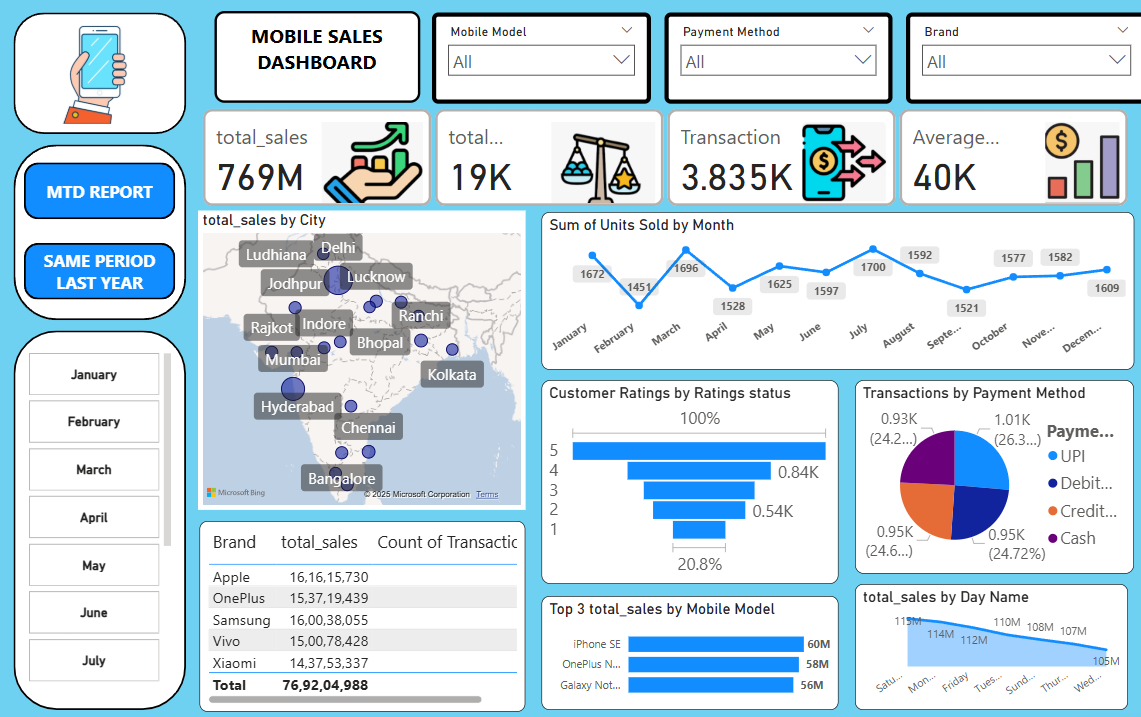 MOBILE SALES
DASHBOARD
Mobile Model
All
Payment Method
All
Brand
All
MTD REPORT
SAME PERIOD
LAST YEAR
January
February
March
April
May
June
July
total_sales
769M
total...
19K
Transaction
3.835K
Average...
40K
total_sales by City
Ludhiana
Delhi
Jodhpur
Lucknow
Rajkot
Indore
Ranchi
Mumbai
Bhopal
Kolkata
Hyderabad
Chennai
Bangalore
Microsoft Bing
© 2025 Microsoft Corporation Terms
Sum of Units Sold by Month
1672
1451
1696
1528
1625
1597
1700
1592
1521
1577
1582
1609
January
February
March
April
May
June
July
August
Septe...
October
Nove...
Decem...
Customer Ratings by Ratings status
100%
5
4
0.84K
3
2
0.54K
1
20.8%
Transactions by Payment Method
0.93K
(24.2...)
1.01K
(26.3...)
0.95K
(24.6...)
0.95K
(24.72%)
Payme...
UPI
Debit...
Credit...
Cash
Brand total_sales Count of Transactic
Apple 16,16,15,730
OnePlus 15,37,19,439
Samsung 16,00,38,055
Vivo 15,00,78,428
Xiaomi 14,37,53,337
Total 76,92,04,988
Top 3 total_sales by Mobile Model
iPhone SE 60M
OnePlus N... 58M
Galaxy Not... 56M
total_sales by Day Name
115M
114M
112M
110M
108M
107M
105M
Satu...
Mon...
Friday
Tues...
Sund...
Thur...
Wed...